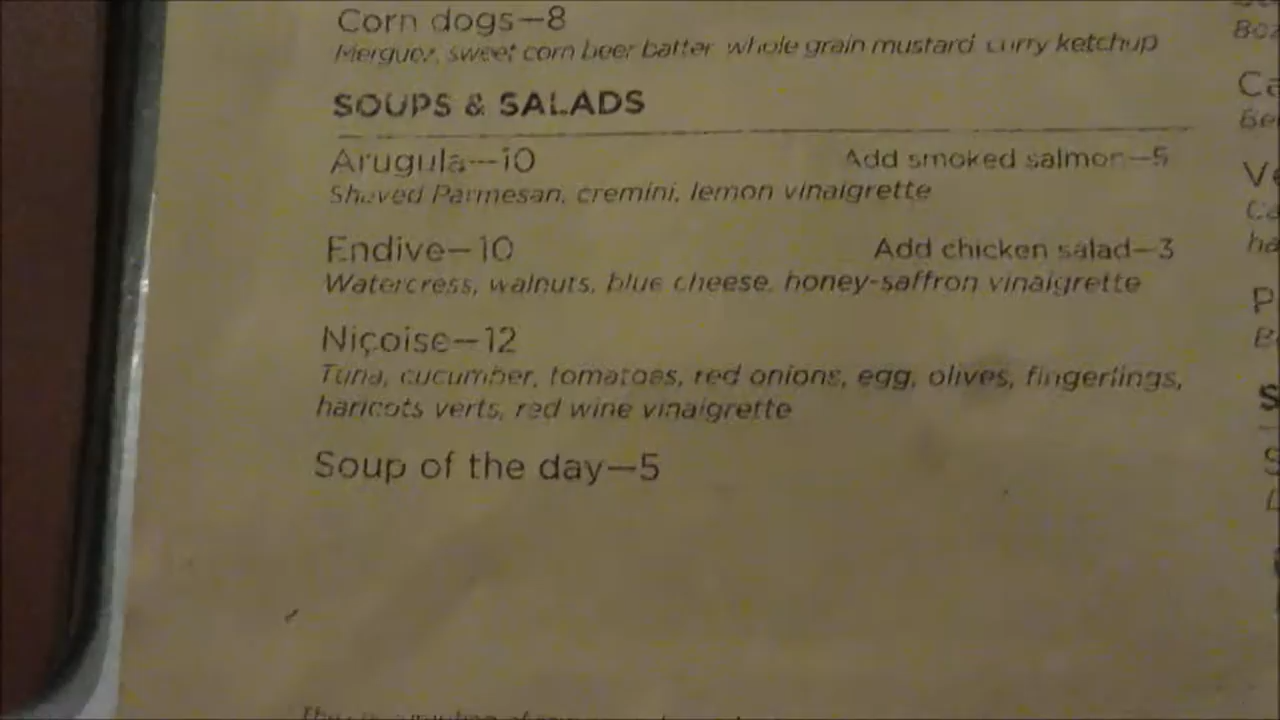 Corn dogs—8
Merguez, sweet corn beer batter, whole grain mustard, curry ketchup
SOUPS & SALADS
Arugula—10 Add smoked salmon—5
Shaved Parmesan, cremini, lemon vinaigrette
Endive—10 Add chicken salad—3
Watercress, walnuts, blue cheese, honey-saffron vinaigrette
Niçoise—12
Tuna, cucumber, tomatoes, red onions, egg, olives, fingerlings,
haricots verts, red wine vinaigrette
Soup of the day—5